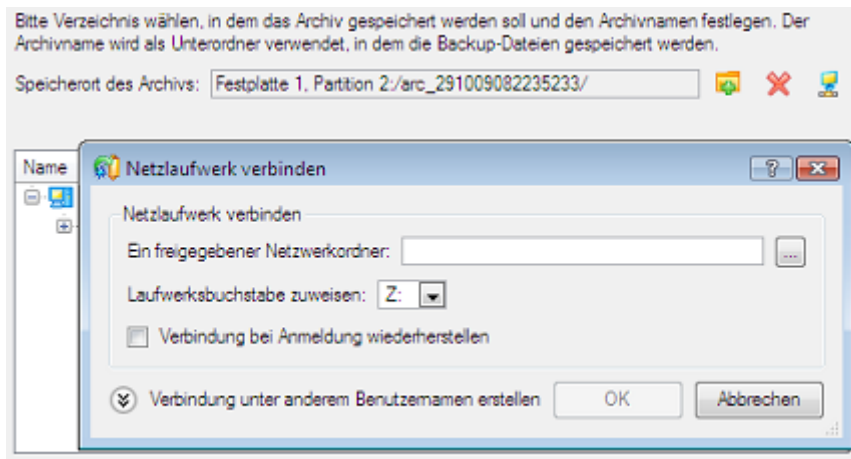 Bitte Verzeichnis wählen, in dem das Archiv gespeichert werden soll und den Archivnamen festlegen. Der
Archivname wird als Unterordner verwendet, in dem die Backup-Dateien gespeichert werden.
Speicherort des Archivs: Festplatte 1, Partition 2:/arc_291009082235233/
Name
Netzlaufwerk verbinden
Netzlaufwerk verbinden
Ein freigegebener Netzwerkordner: ...
Laufwerksbuchstabe zuweisen: Z:
Verbindung bei Anmeldung wiederherstellen
Verbindung unter anderem Benutzernamen erstellen OK Abbrechen